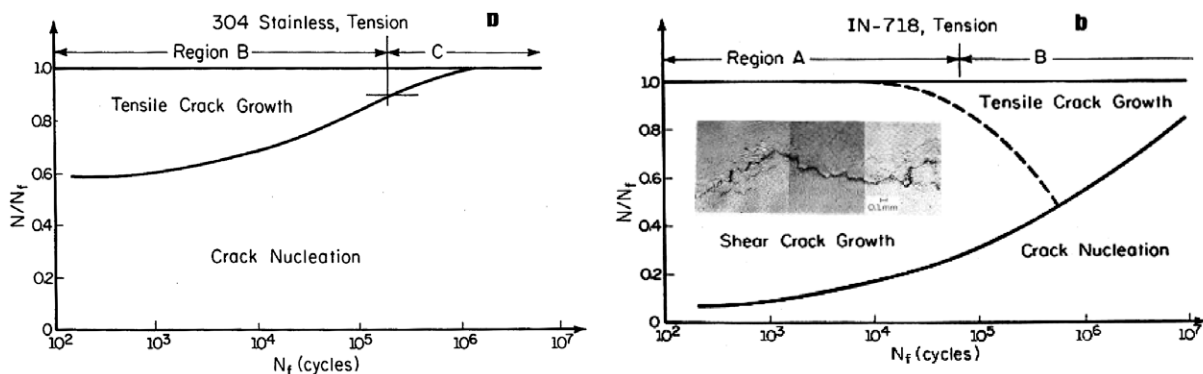 304 Stainless, Tension
b
Region B
C
1.0
0.8
0.6
0.4
0.2
0
Tensile Crack Growth
Crack Nucleation
N/Nf
10²
10³
10⁴
10⁵
10⁶
10⁷
Nf (cycles)
IN-718, Tension
b
Region A
B
1.0
0.8
0.6
0.4
0.2
0
Tensile Crack Growth
0.1mm
Shear Crack Growth
Crack Nucleation
N/Nf
10²
10³
10⁴
10⁵
10⁶
10⁷
Nf (cycles)